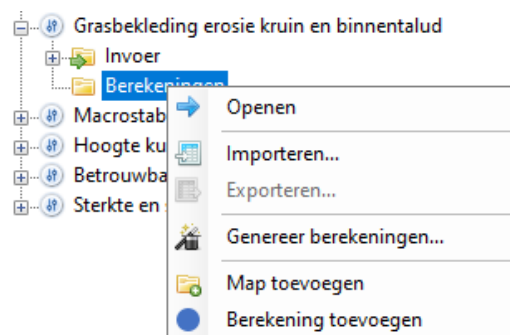 Grasbekleding erosie kruin en binnentalud
Invoer
Berekeningen
Openen
Macrostab
Importeren...
Hoogte ku
Exporteren...
Betrouwba
Sterkte en
Genereer berekeningen...
Map toevoegen
Berekening toevoegen